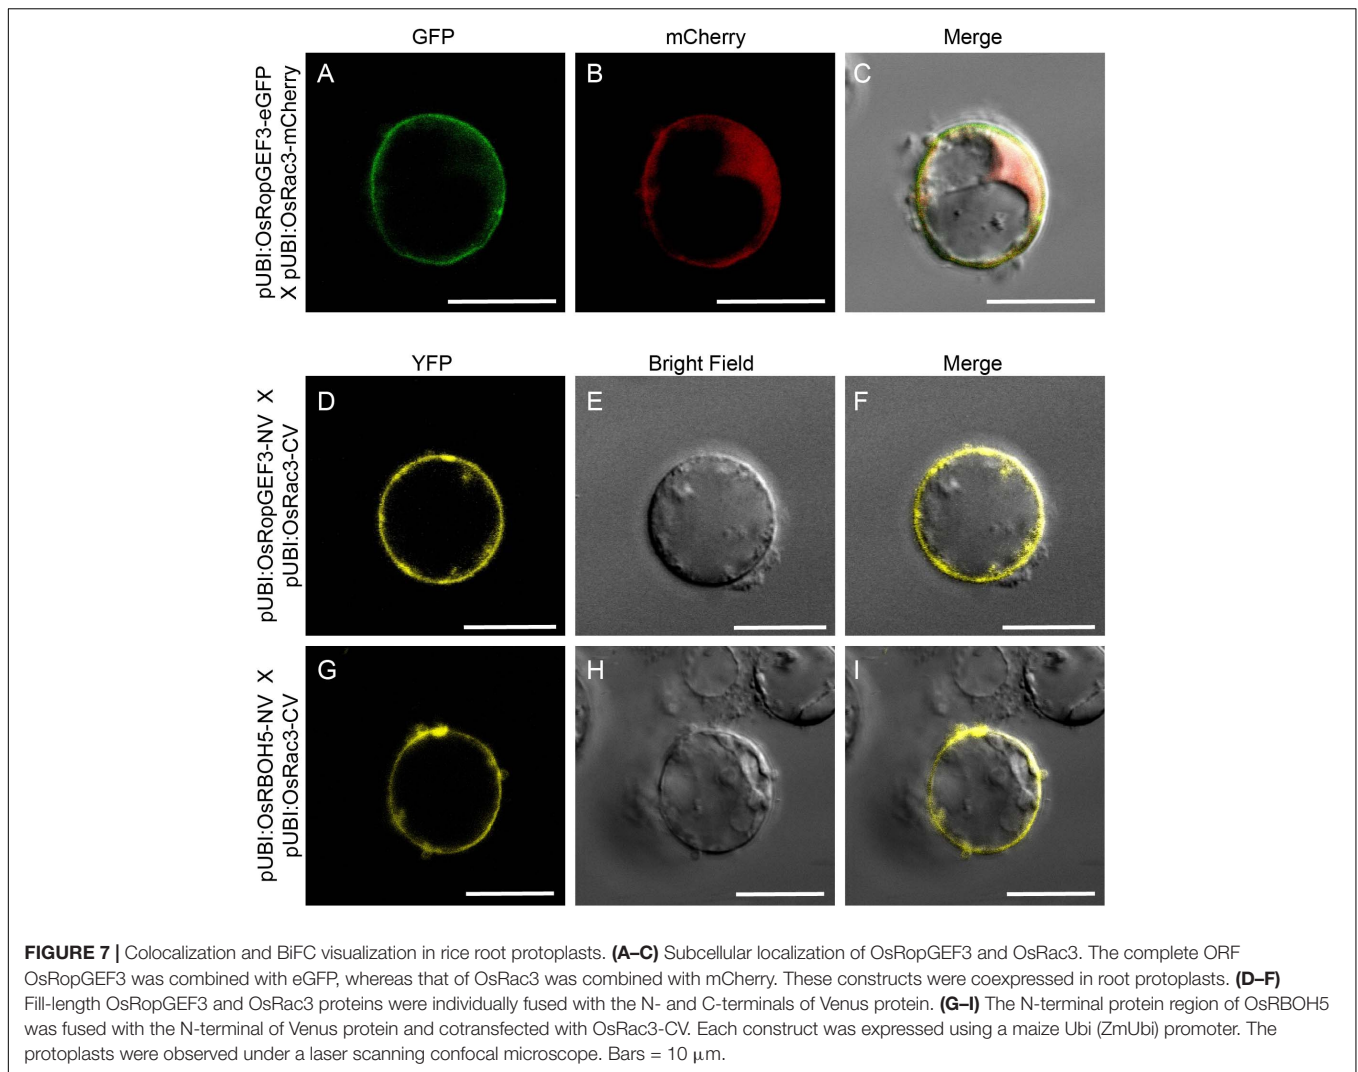 GFP
mCherry
Merge
pUBI:OsRopGEF3-eGFP
X pUBI:OsRac3-mCherry
A
B
C
YFP
Bright Field
Merge
pUBI:OsRopGEF3-NV X
pUBI:OsRac3-CV
D
E
F
pUBI:OsRBOH5-NV X
pUBI:OsRac3-CV
G
H
I
FIGURE 7 | Colocalization and BiFC visualization in rice root protoplasts. (A–C) Subcellular localization of OsRopGEF3 and OsRac3. The complete ORF
OsRopGEF3 was combined with eGFP, whereas that of OsRac3 was combined with mCherry. These constructs were coexpressed in root protoplasts. (D–F)
Fill-length OsRopGEF3 and OsRac3 proteins were individually fused with the N- and C-terminals of Venus protein. (G–I) The N-terminal protein region of OsRBOH5
was fused with the N-terminal of Venus protein and cotransfected with OsRac3-CV. Each construct was expressed using a maize Ubi (ZmUbi) promoter. The
protoplasts were observed under a laser scanning confocal microscope. Bars = 10 μm.